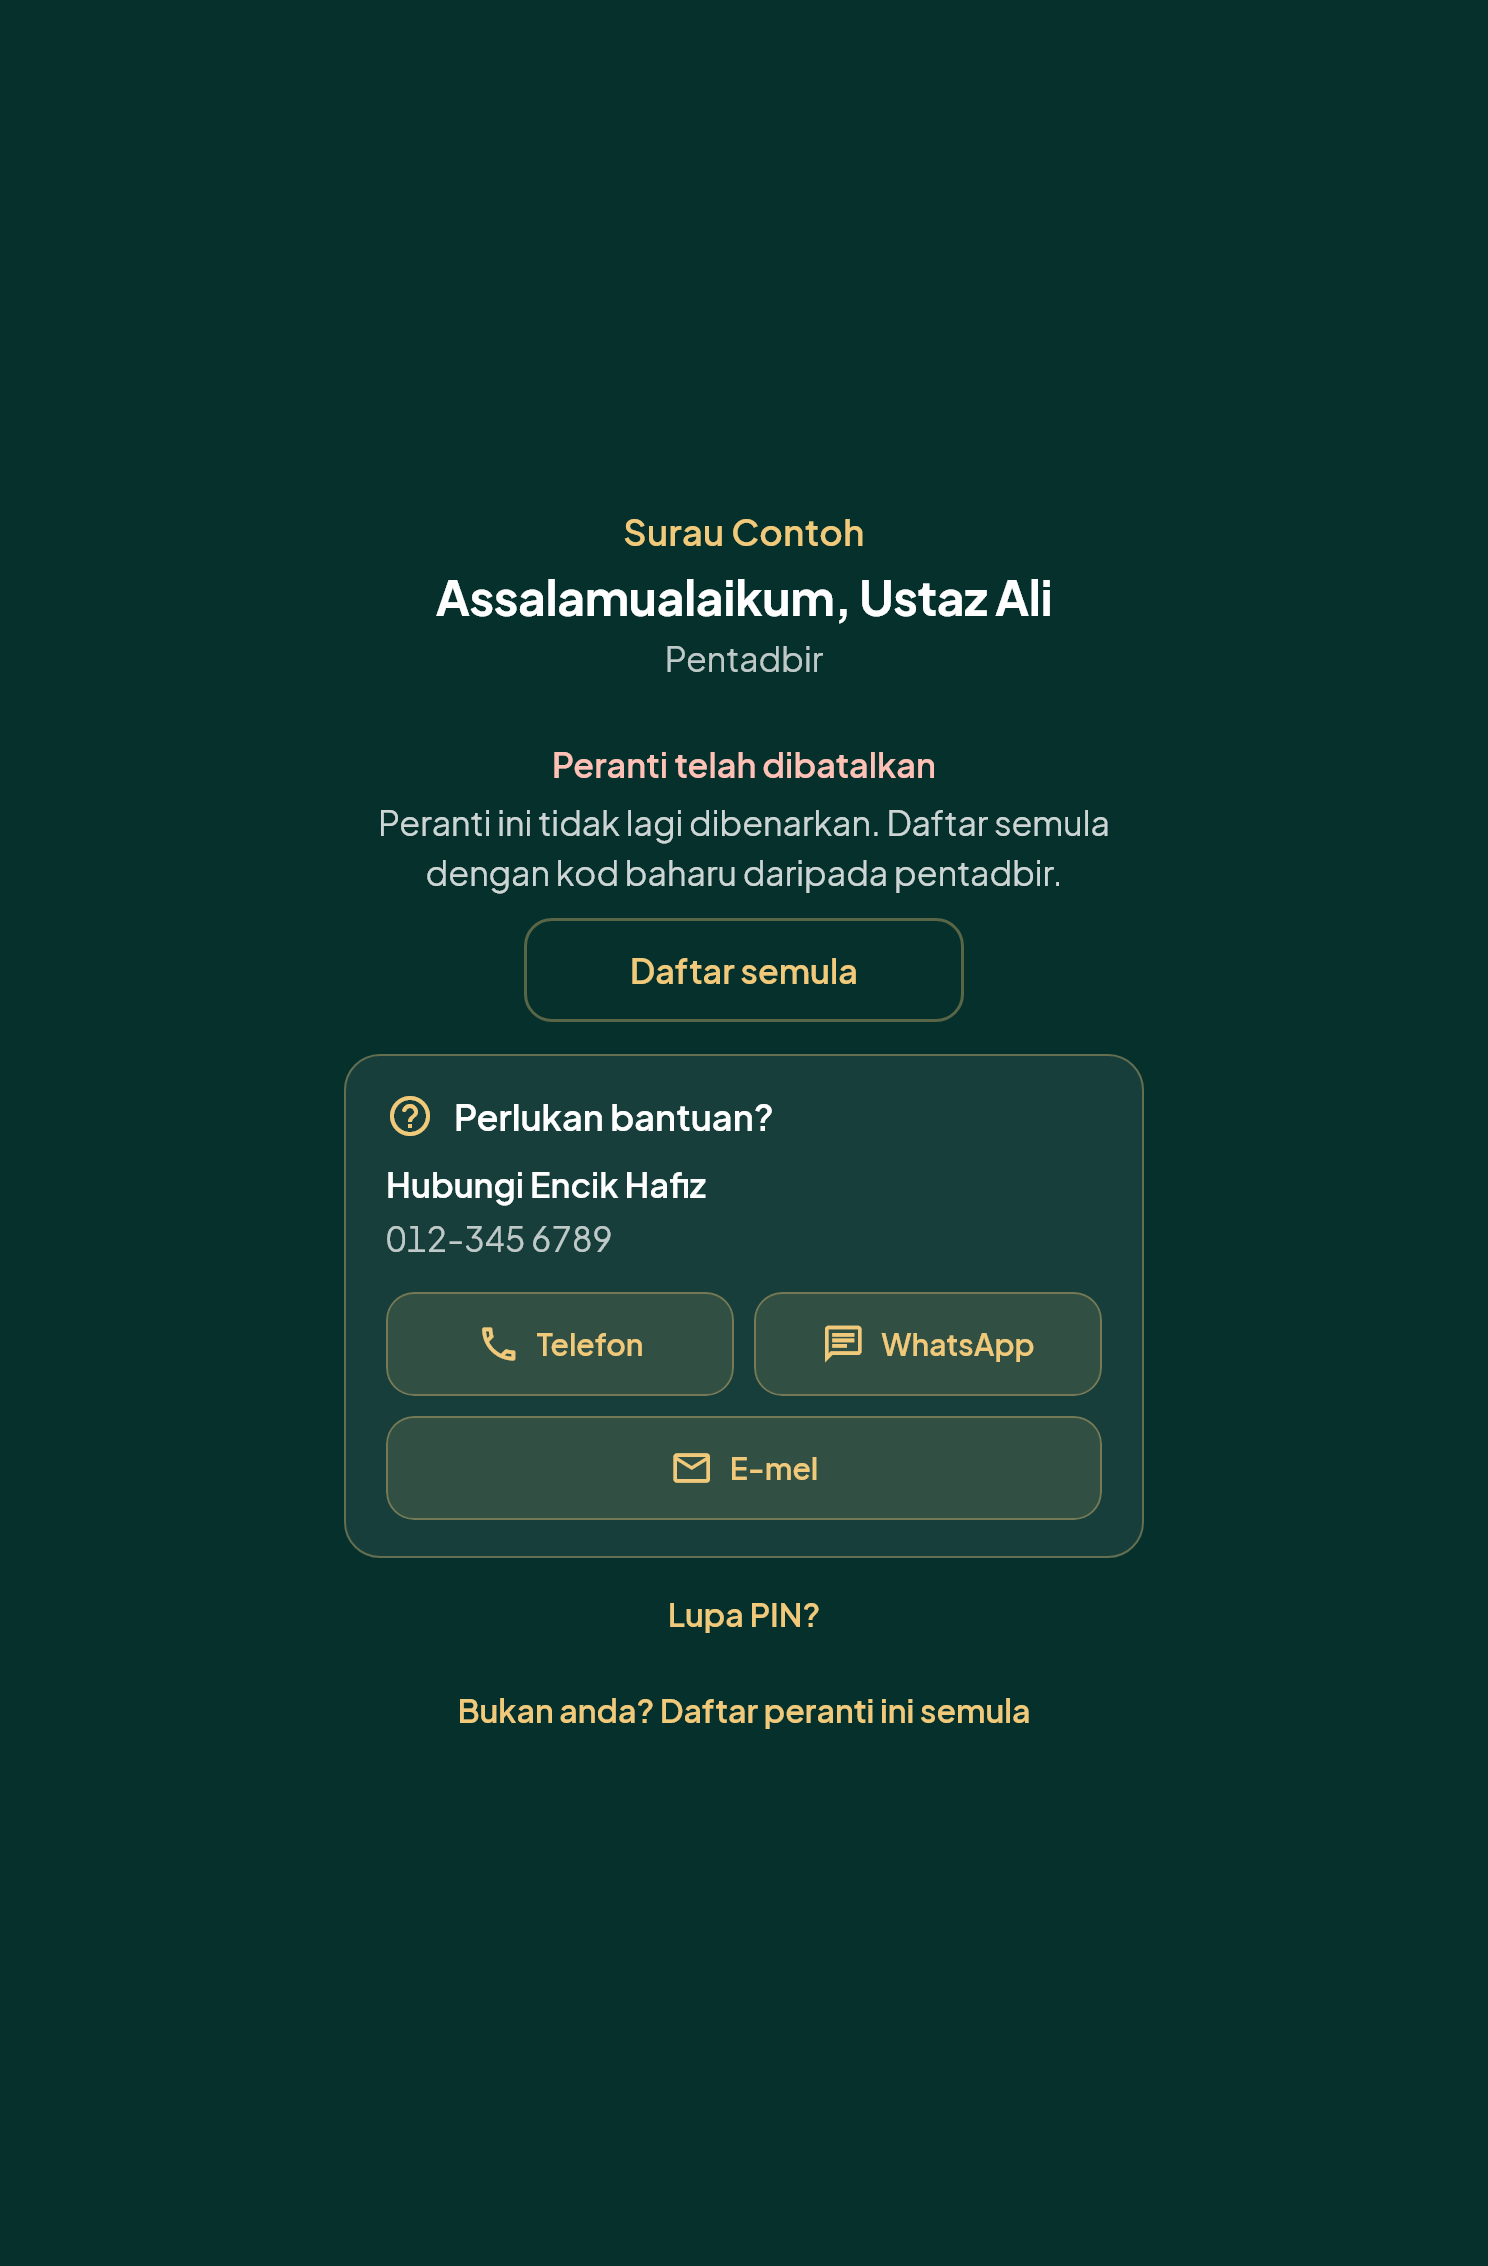 Surau Contoh
Assalamualaikum, Ustaz Ali
Pentadbir
Peranti telah dibatalkan
Peranti ini tidak lagi dibenarkan. Daftar semula
dengan kod baharu daripada pentadbir.
Daftar semula
Perlukan bantuan?
Hubungi Encik Hafiz
012-345 6789
Telefon
WhatsApp
E-mel
Lupa PIN?
Bukan anda? Daftar peranti ini semula